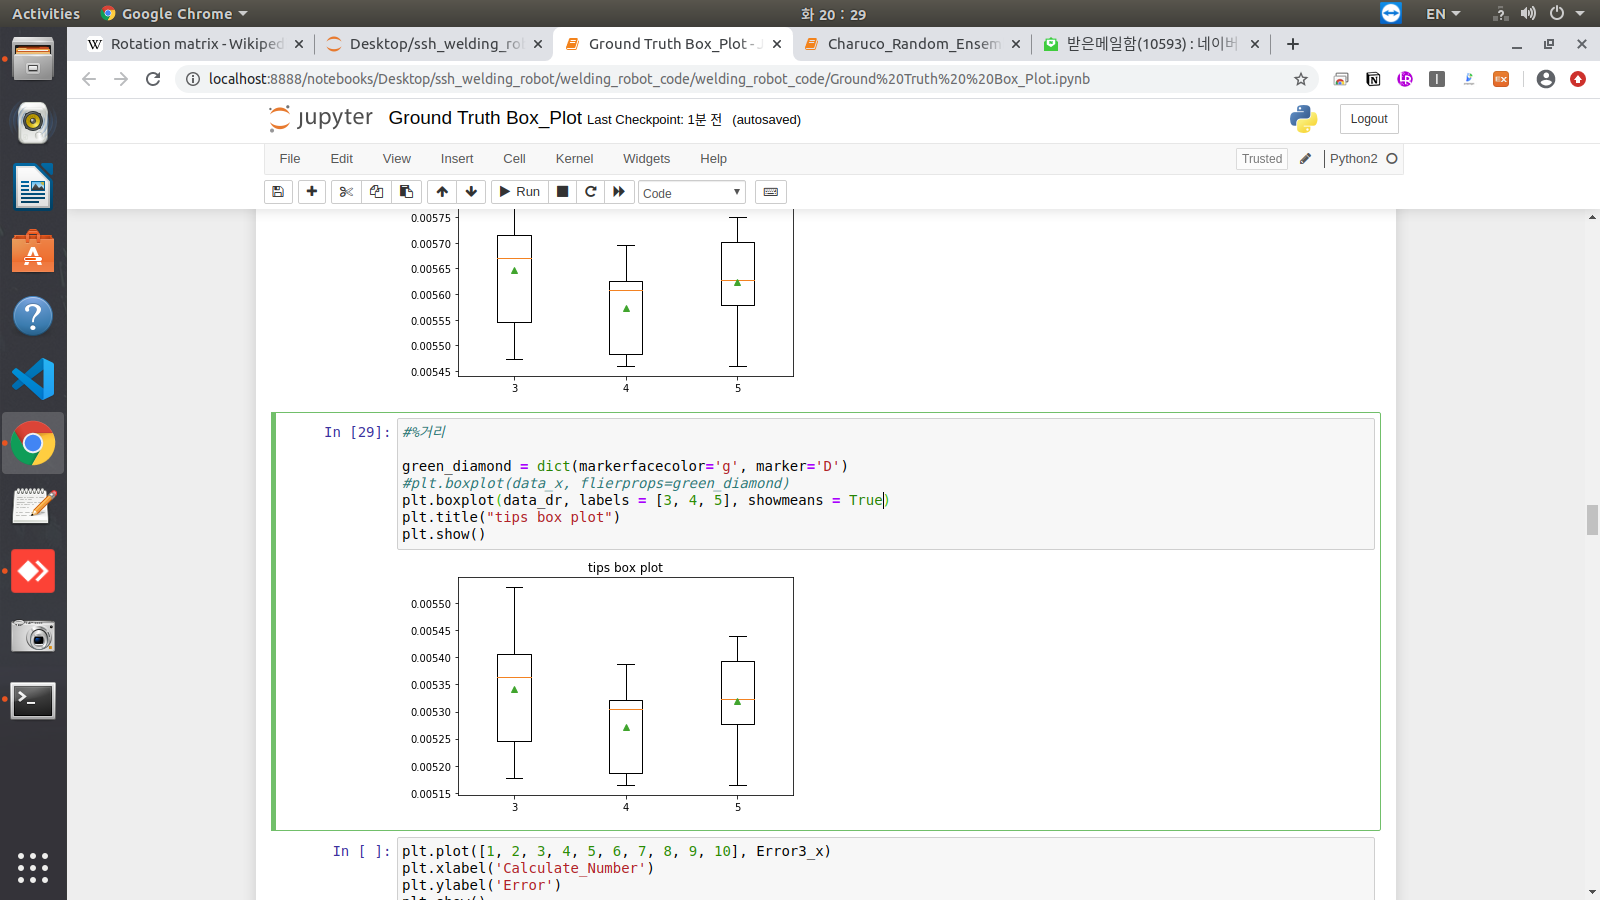 Activities
Google Chrome
화 20 : 29
EN
Rotation matrix - Wikiped
Desktop/ssh_welding_rol
Ground Truth Box_Plot - J
Charuco_Random_Ensem
받은메일함(10593) : 네이버
localhost:8888/notebooks/Desktop/ssh_welding_robot/welding_robot_code/welding_robot_code/Ground%20Truth%20%20Box_Plot.ipynb
jupyter
Ground Truth Box_Plot Last Checkpoint: 1분 전 (autosaved)
Logout
File Edit View Insert Cell Kernel Widgets Help
Trusted
Python2
Run
Code
0.00575
0.00570
0.00565
0.00560
0.00555
0.00550
0.00545
3 4 5
In [29]:
#%거리
green_diamond = dict(markerfacecolor='g', marker='D')
#plt.boxplot(data_x, flierprops=green_diamond)
plt.boxplot(data_dr, labels = [3, 4, 5], showmeans = True)
plt.title("tips box plot")
plt.show()
tips box plot
0.00550
0.00545
0.00540
0.00535
0.00530
0.00525
0.00520
0.00515
3 4 5
In [ ]:
plt.plot([1, 2, 3, 4, 5, 6, 7, 8, 9, 10], Error3_x)
plt.xlabel('Calculate_Number')
plt.ylabel('Error')
plt.show()